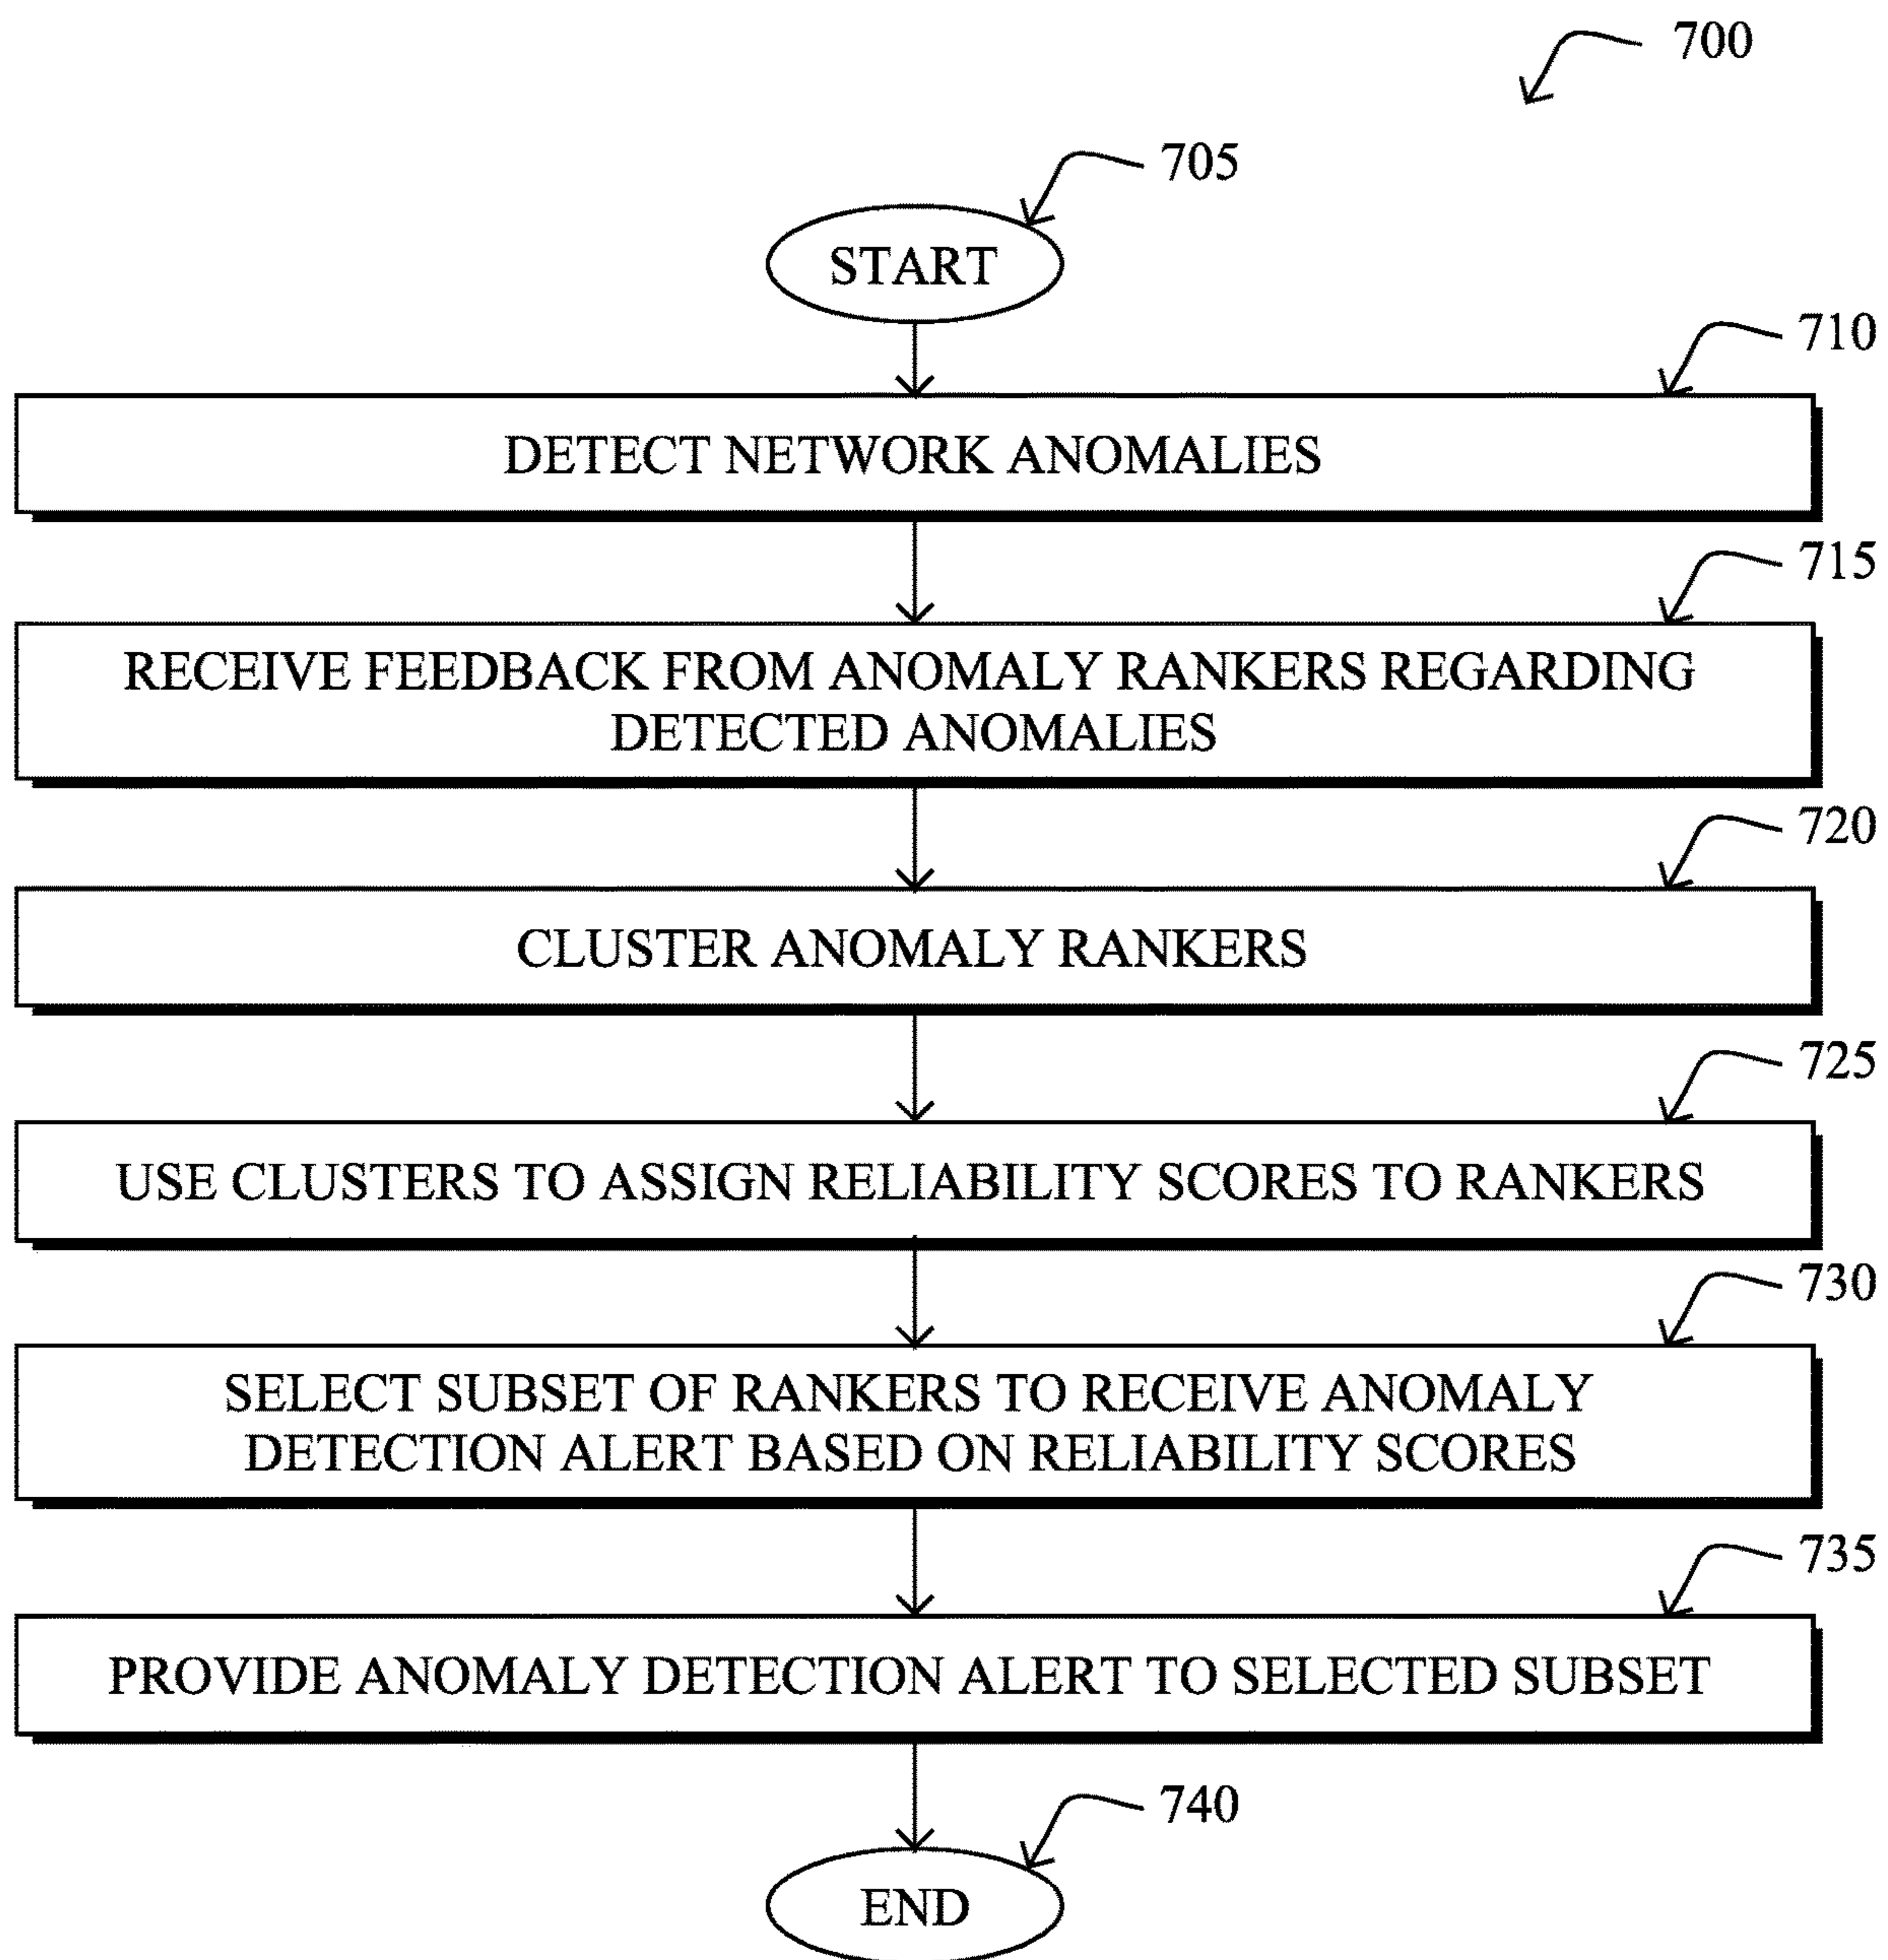 700
705
START
710
DETECT NETWORK ANOMALIES
715
RECEIVE FEEDBACK FROM ANOMALY RANKERS REGARDING
DETECTED ANOMALIES
720
CLUSTER ANOMALY RANKERS
725
USE CLUSTERS TO ASSIGN RELIABILITY SCORES TO RANKERS
730
SELECT SUBSET OF RANKERS TO RECEIVE ANOMALY
DETECTION ALERT BASED ON RELIABILITY SCORES
735
PROVIDE ANOMALY DETECTION ALERT TO SELECTED SUBSET
740
END